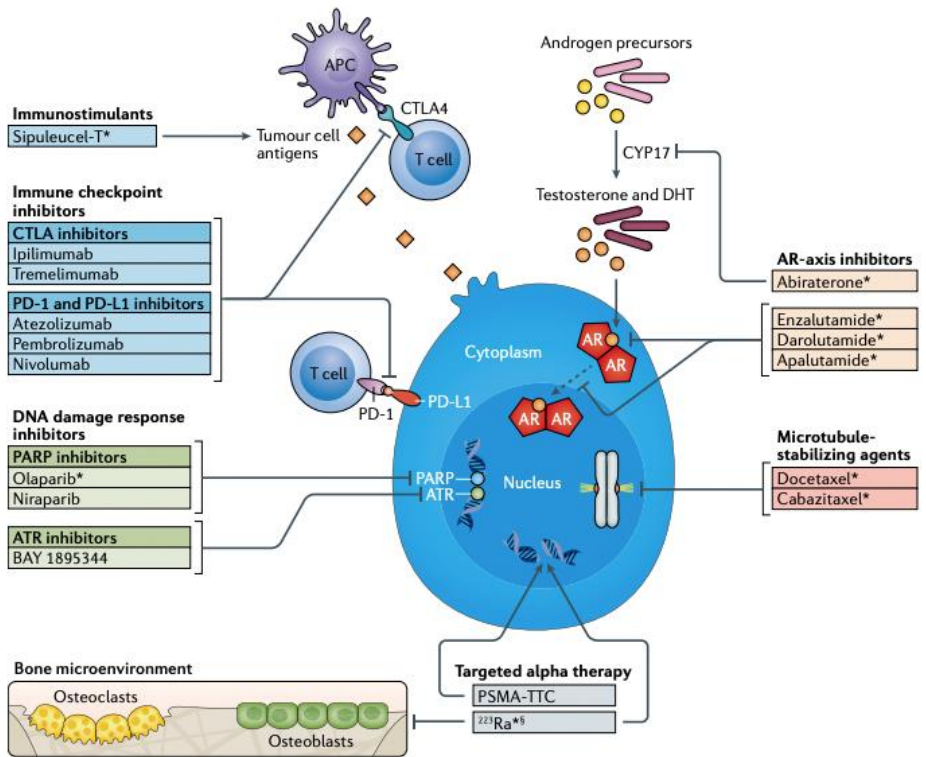 APC
CTLA4
T cell
Androgen precursors
CYP17
Testosterone and DHT
Immunostimulants
Sipuleucel-T*
Tumour cell
antigens
Immune checkpoint
inhibitors
CTLA inhibitors
Ipilimumab
Tremelimumab
PD-1 and PD-L1 inhibitors
Atezolizumab
Pembrolizumab
Nivolumab
T cell
PD-1
PD-L1
Cytoplasm
AR
AR
AR AR
Nucleus
PARP
ATR
AR-axis inhibitors
Abiraterone*
Enzalutamide*
Darolutamide*
Apalutamide*
DNA damage response
inhibitors
PARP inhibitors
Olaparib*
Niraparib
ATR inhibitors
BAY 1895344
Microtubule-
stabilizing agents
Docetaxel*
Cabazitaxel*
Bone microenvironment
Osteoclasts
Osteoblasts
Targeted alpha therapy
PSMA-TTC
²²³Ra*§